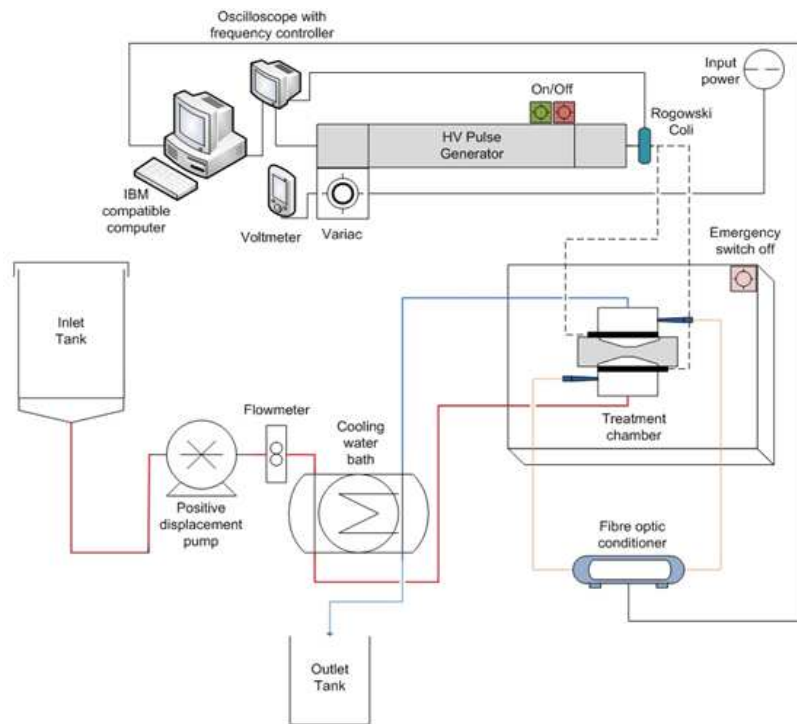 Oscilloscope with
frequency controller
Input
power
On/Off
Rogowski
Coli
HV Pulse
Generator
IBM
compatible
computer
Voltmeter
Variac
Emergency
switch off
Inlet
Tank
Flowmeter
Cooling
water
bath
Treatment
chamber
Positive
displacement
pump
Fibre optic
conditioner
Outlet
Tank